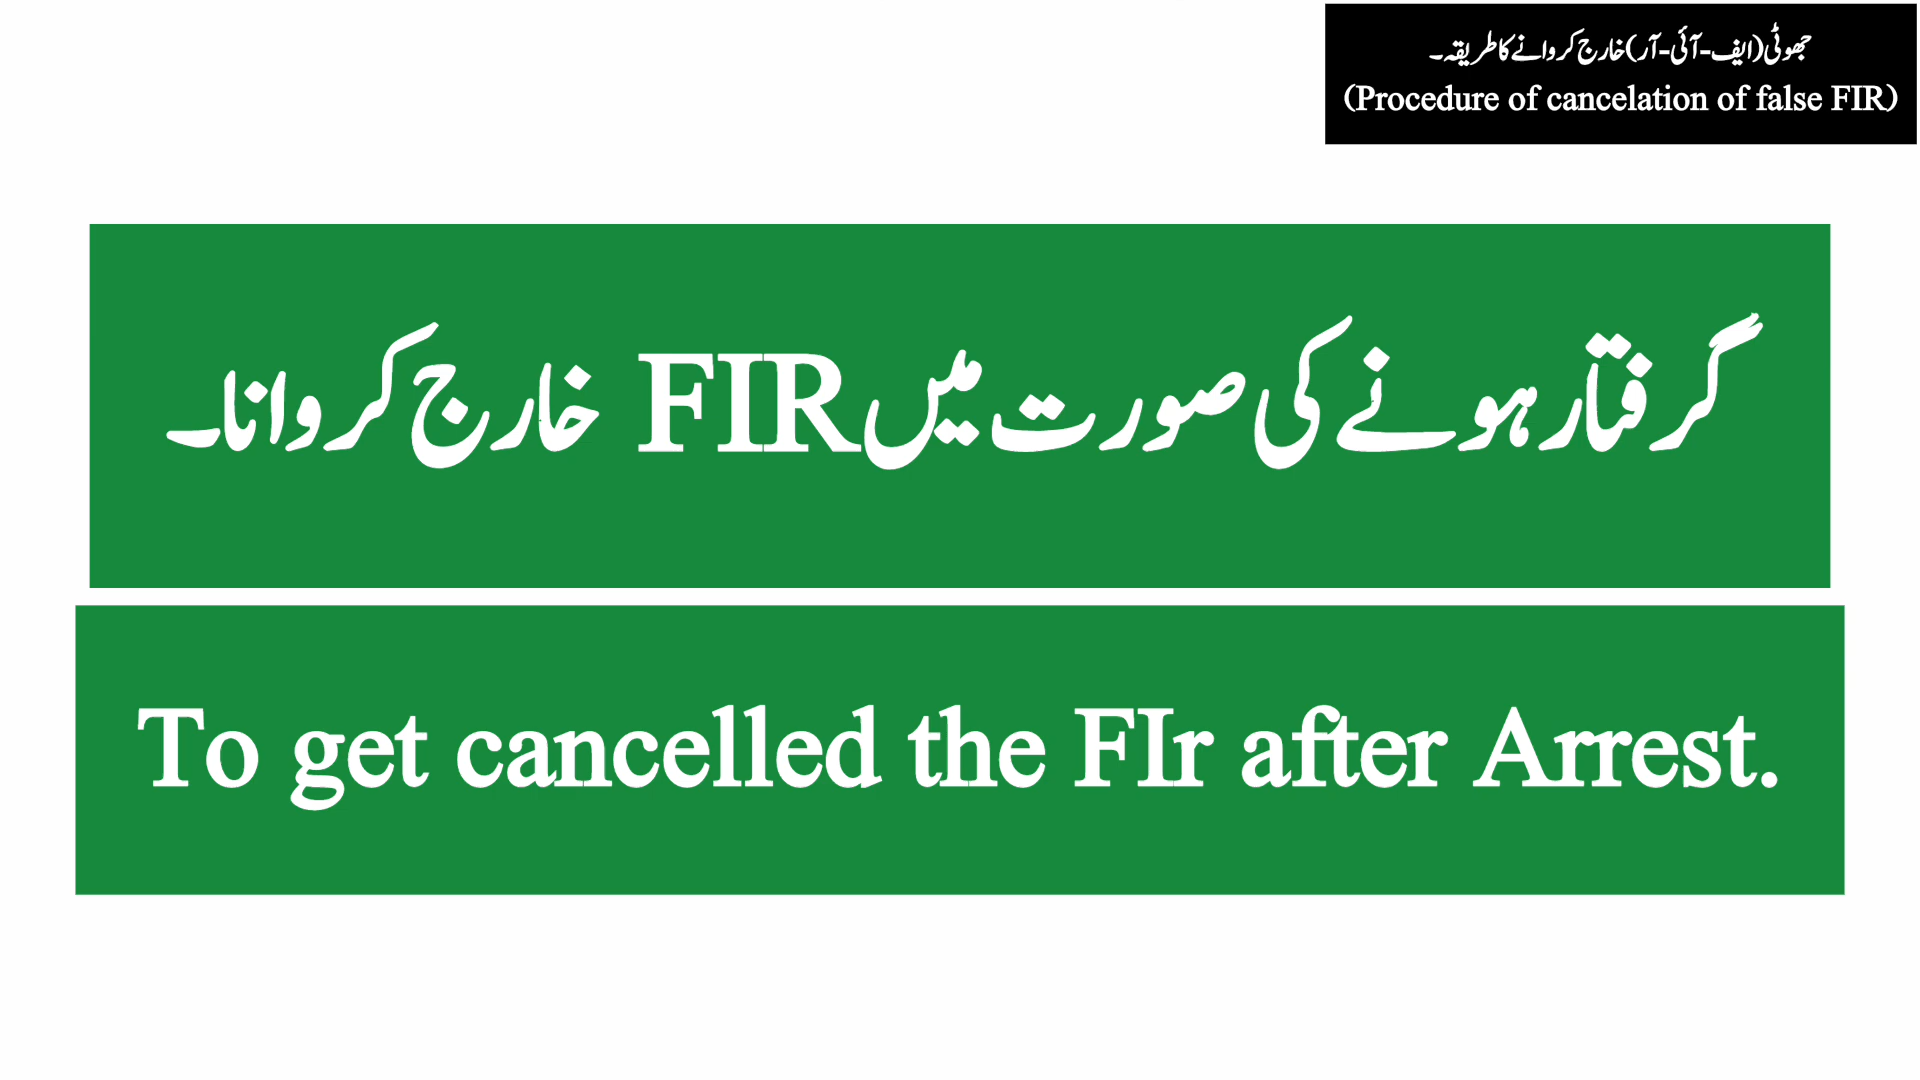 جھوٹی(ایف-آئی-آر)خارج کروانے کا طریقہ۔
(Procedure of cancelation of false FIR)
گرفتار ہونے کی صورت میں FIR خارج کروانا۔
To get cancelled the FIr after Arrest.